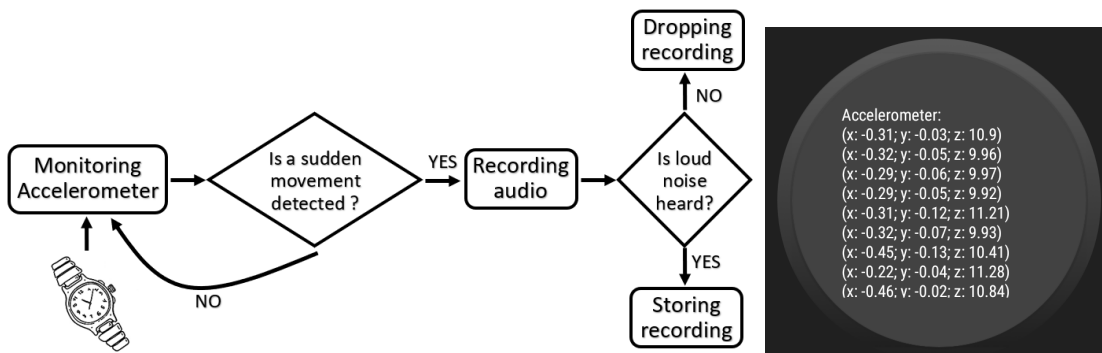 Monitoring
Accelerometer
Is a sudden
movement
detected ?
NO
YES
Recording
audio
Is loud
noise
heard?
NO
Dropping
recording
YES
Storing
recording
Accelerometer:
(x: -0.31; y: -0.03; z: 10.9)
(x: -0.32; y: -0.05; z: 9.96)
(x: -0.29; y: -0.06; z: 9.97)
(x: -0.29; y: -0.05; z: 9.92)
(x: -0.31; y: -0.12; z: 11.21)
(x: -0.32; y: -0.07; z: 9.93)
(x: -0.45; y: -0.13; z: 10.41)
(x: -0.22; y: -0.04; z: 11.28)
(x: -0.46; y: -0.02; z: 10.84)